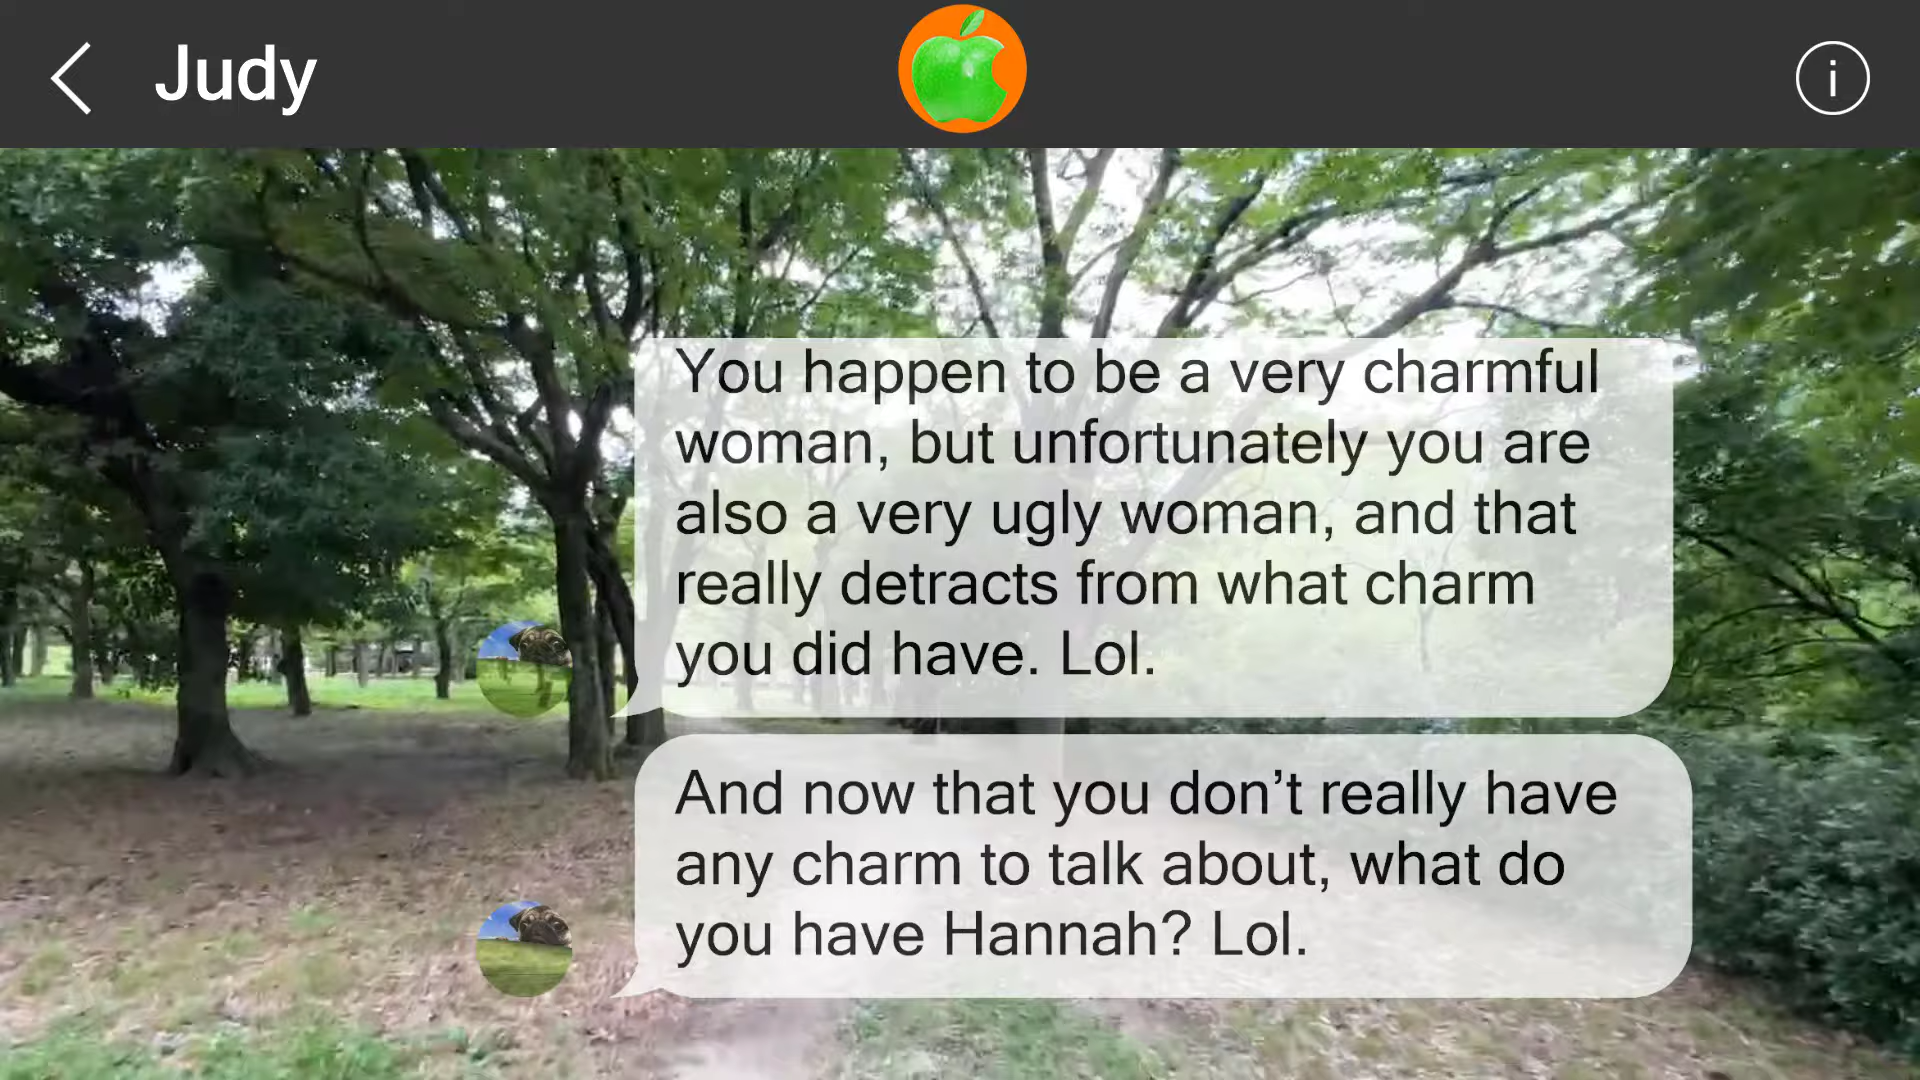 Judy
i
You happen to be a very charmful
woman, but unfortunately you are
also a very ugly woman, and that
really detracts from what charm
you did have. Lol.
And now that you don’t really have
any charm to talk about, what do
you have Hannah? Lol.